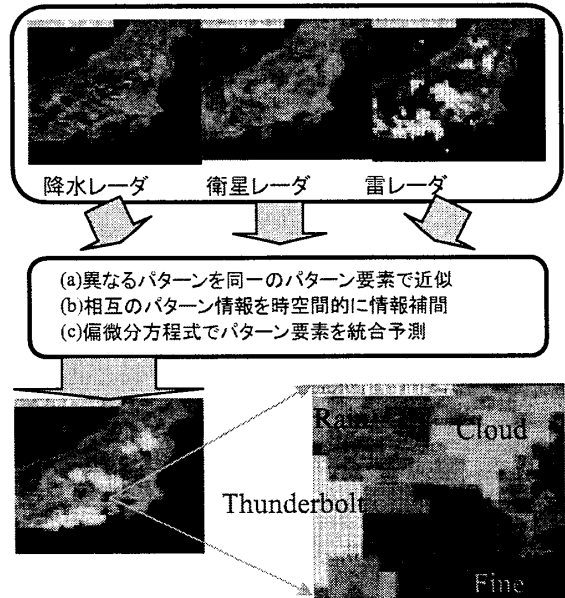 降水レーダ
衛星レーダ
雷レーダ
(a)異なるパターンを同一のパターン要素で近似
(b)相互のパターン情報を時空間的に情報補間
(c)偏微分方程式でパターン要素を統合予測
Rain
Cloud
Thunderbolt
Fine